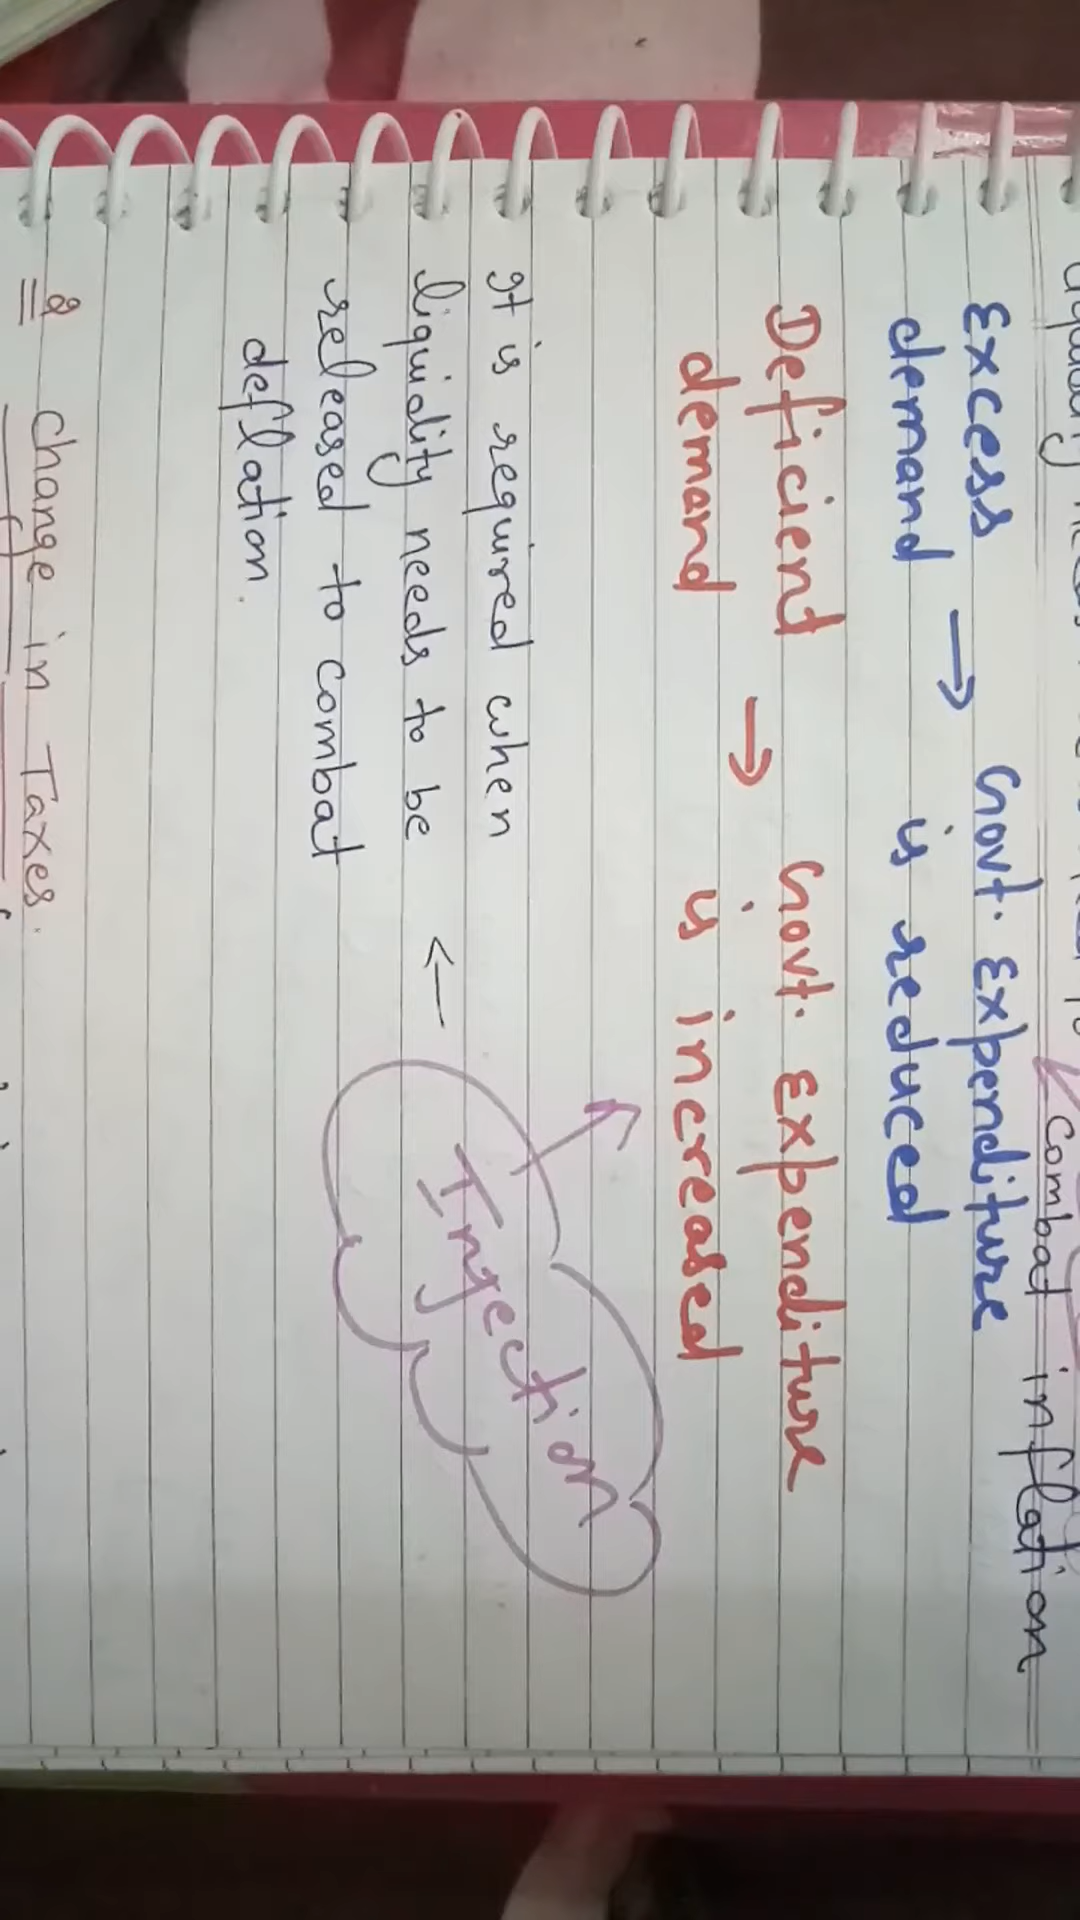 combat inflation
Excess
demand → Govt. Expenditure
is reduced
Deficient
demand → Govt. Expenditure
is increased
It is required when
liquidity needs to be ←
released to combat
deflation.
Injection
2 Change in Taxes.